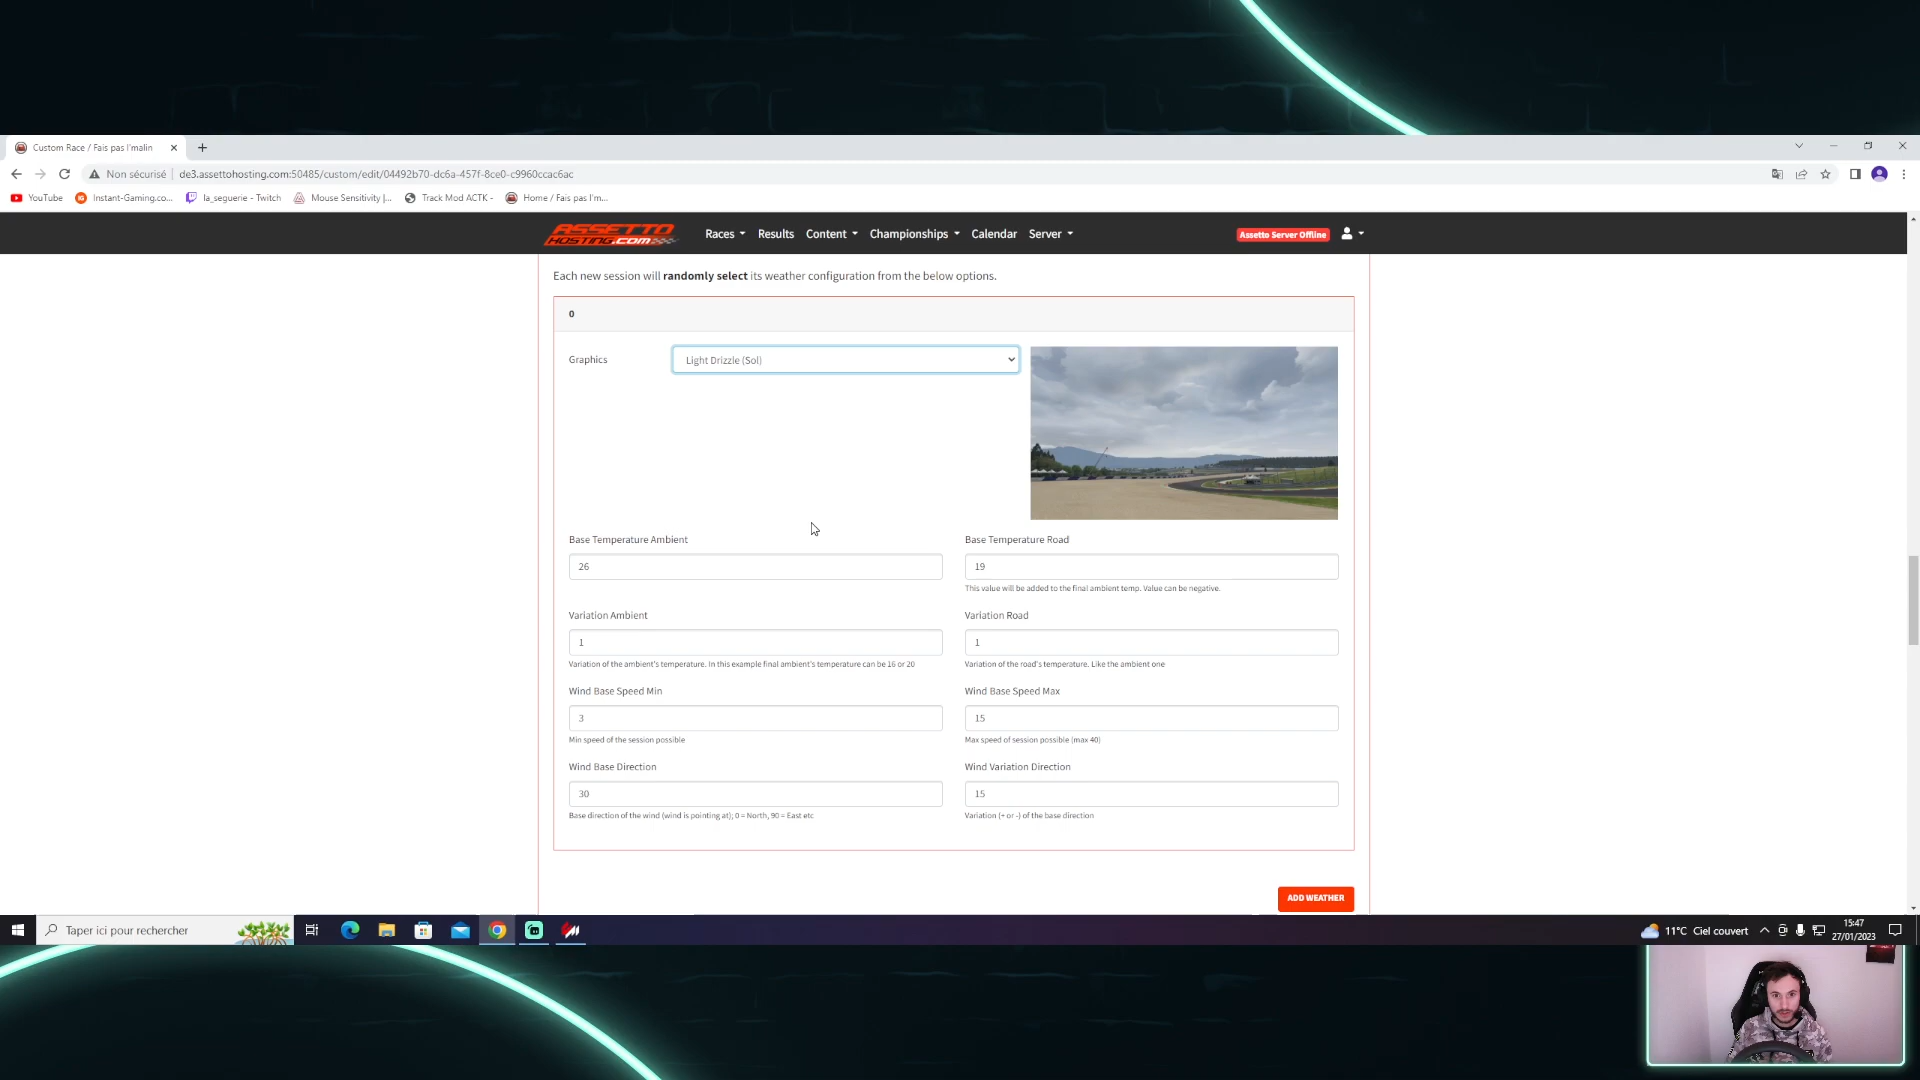 Custom Race / Fais pas l'malin
Non sécurisé
de3.assettohosting.com:50485/custom/edit/04492b70-dc6a-457f-8ce0-c9960ccac6ac
YouTube
Instant-Gaming.co...
la_seguerie - Twitch
Mouse Sensitivity |...
Track Mod ACTK -
Home / Fais pas l'm...
ASSETTO
HOSTING.COM
Races
Results
Content
Championships
Calendar
Server
Assetto Server Offline
Each new session will randomly select its weather configuration from the below options.
0
Graphics
Light Drizzle (Sol)
Base Temperature Ambient
Base Temperature Road
26
19
This value will be added to the final ambient temp. Value can be negative.
Variation Ambient
Variation Road
1
1
Variation of the ambient's temperature. In this example final ambient's temperature can be 16 or 20
Variation of the road's temperature. Like the ambient one
Wind Base Speed Min
Wind Base Speed Max
3
15
Min speed of the session possible
Max speed of session possible (max 40)
Wind Base Direction
Wind Variation Direction
30
15
Base direction of the wind (wind is pointing at); 0 = North, 90 = East etc
Variation (+ or -) of the base direction
ADD WEATHER
Taper ici pour rechercher
11°C Ciel couvert
15:47
27/01/2023